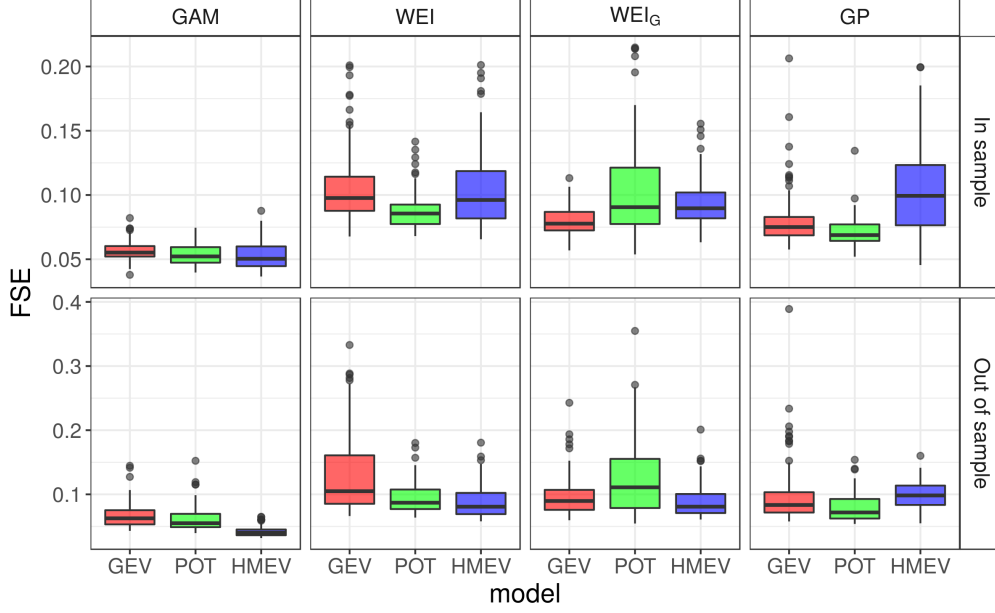 GAM WEI WEI_G GP
FSE
0.20
0.15
0.10
0.05
In sample
0.4
0.3
0.2
0.1
Out of sample
GEV POT HMEV GEV POT HMEV GEV POT HMEV GEV POT HMEV
model